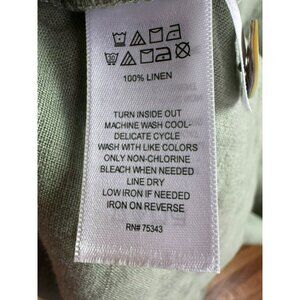 100% LINEN
TURN INSIDE OUT
MACHINE WASH COOL-
DELICATE CYCLE
WASH WITH LIKE COLORS
ONLY NON-CHLORINE
BLEACH WHEN NEEDED
LINE DRY
LOW IRON IF NEEDED
IRON ON REVERSE
RN# 75343